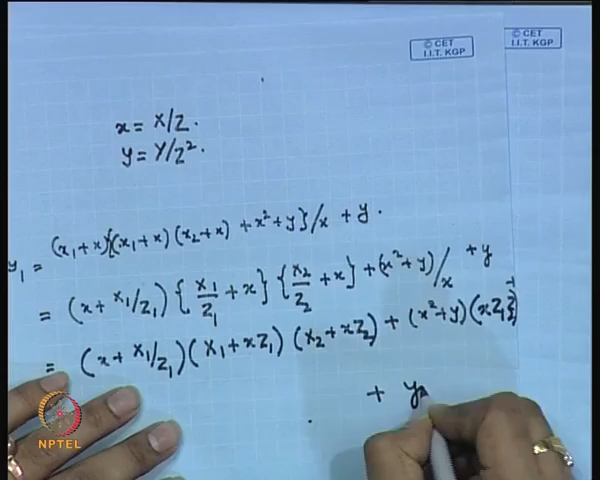 © CET
I.I.T. KGP
© CET
I.I.T. KGP
x = X/Z .
y = Y/Z² .
y₁ = (x₁+x){(x₁+x)(x₂+x) + x²+y}/x + y .
= (x + X₁/Z₁) { X₁/Z₁ + x } { X₂/Z₂ + x } + (x²+y)/x + y
= (x + X₁/Z₁)(X₁+xZ₁)(X₂+xZ₂) + (x²+y)(xZ₁Z₂)
+ y
NPTEL